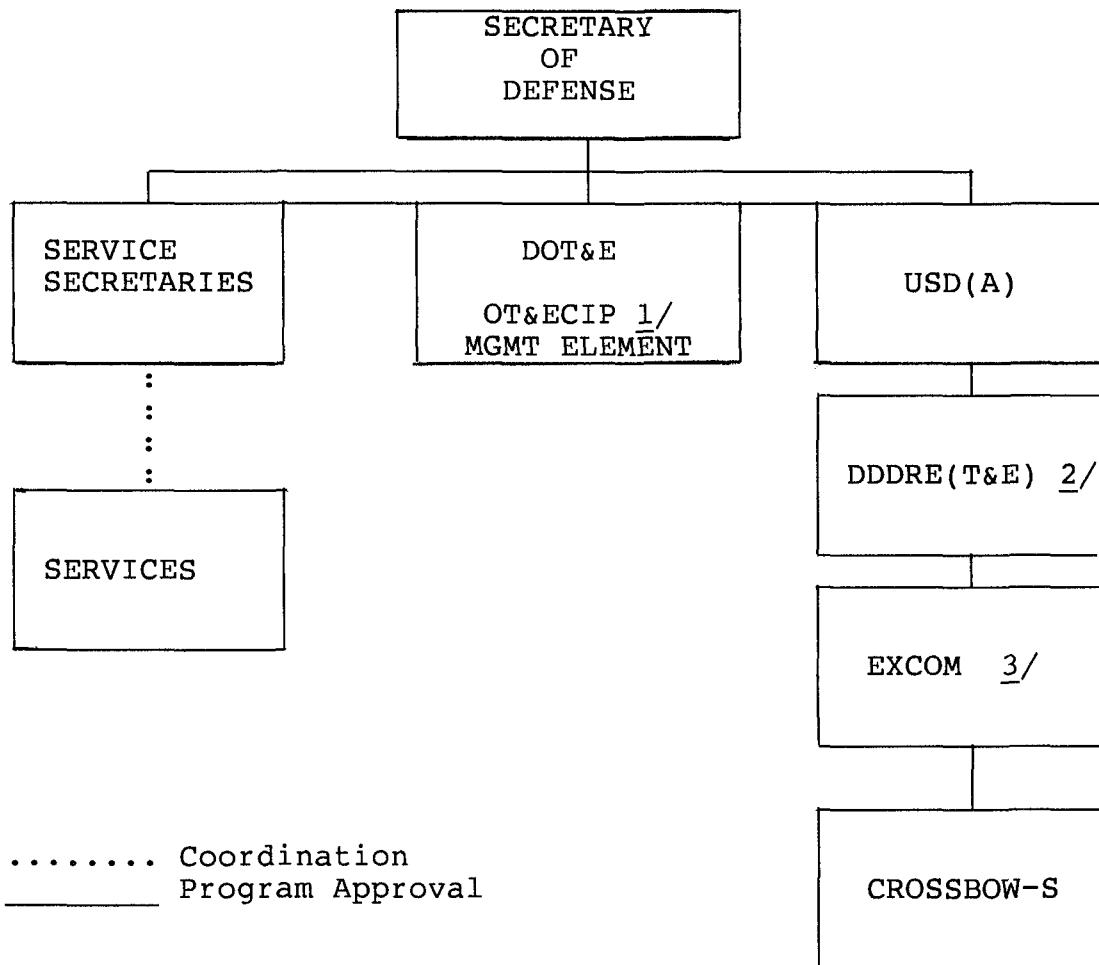 SECRETARY
OF
DEFENSE
SERVICE
SECRETARIES
DOT&E
OT&ECIP 1/
MGMT ELEMENT
USD(A)
DDDRE(T&E) 2/
SERVICES
EXCOM 3/
CROSSBOW-S
........ Coordination
Program Approval